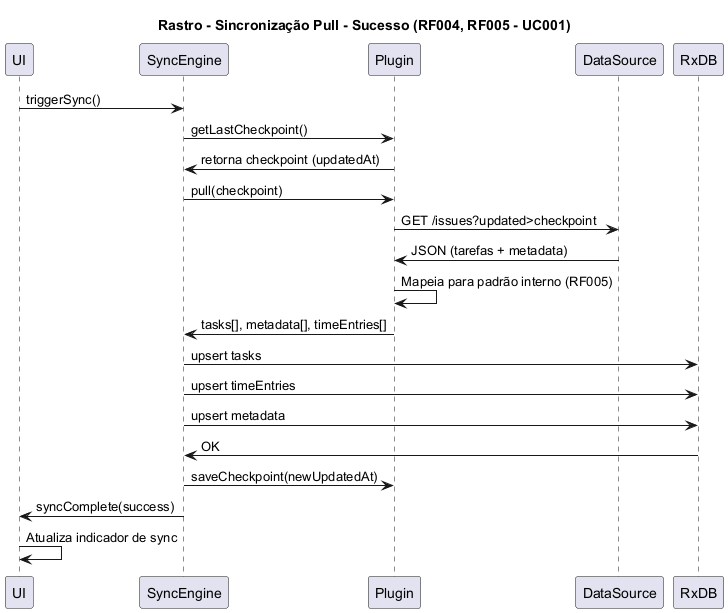 Rastro - Sincronização Pull - Sucesso (RF004, RF005 - UC001)
UI SyncEngine Plugin DataSource RxDB
triggerSync()
getLastCheckpoint()
retorna checkpoint (updatedAt)
pull(checkpoint)
GET /issues?updated>checkpoint
JSON (tarefas + metadata)
Mapeia para padrão interno (RF005)
tasks[], metadata[], timeEntries[]
upsert tasks
upsert timeEntries
upsert metadata
OK
saveCheckpoint(newUpdatedAt)
syncComplete(success)
Atualiza indicador de sync
UI SyncEngine Plugin DataSource RxDB